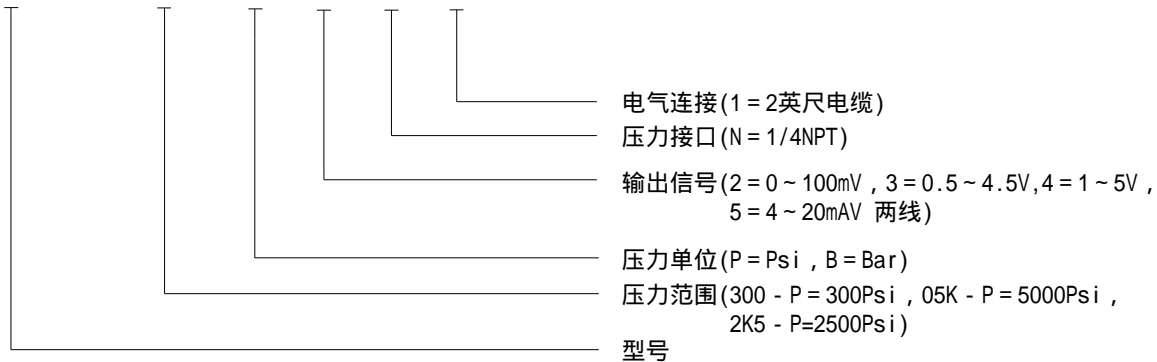 电气连接(1=2英尺电缆)
压力接口(N=1/4NPT)
输出信号(2=0~100mV，3=0.5~4.5V,4=1~5V，
5=4~20mAV 两线)
压力单位(P=Psi，B=Bar)
压力范围(300-P=300Psi，05K-P=5000Psi，
2K5-P=2500Psi)
型号